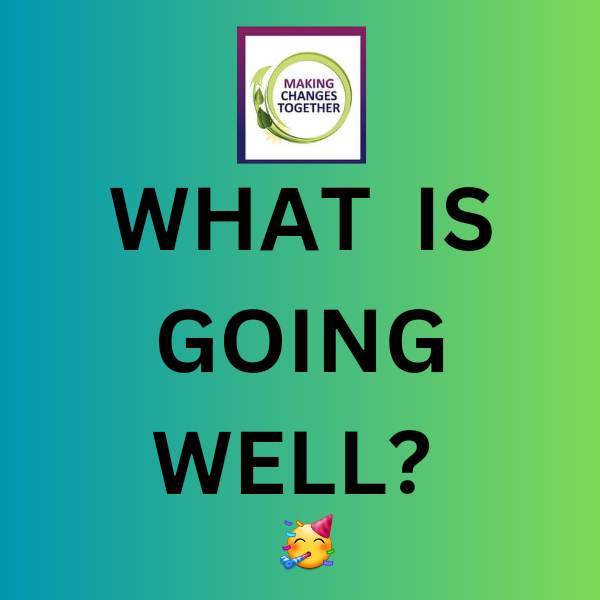 MAKING
CHANGES
TOGETHER
WHAT IS
GOING
WELL?